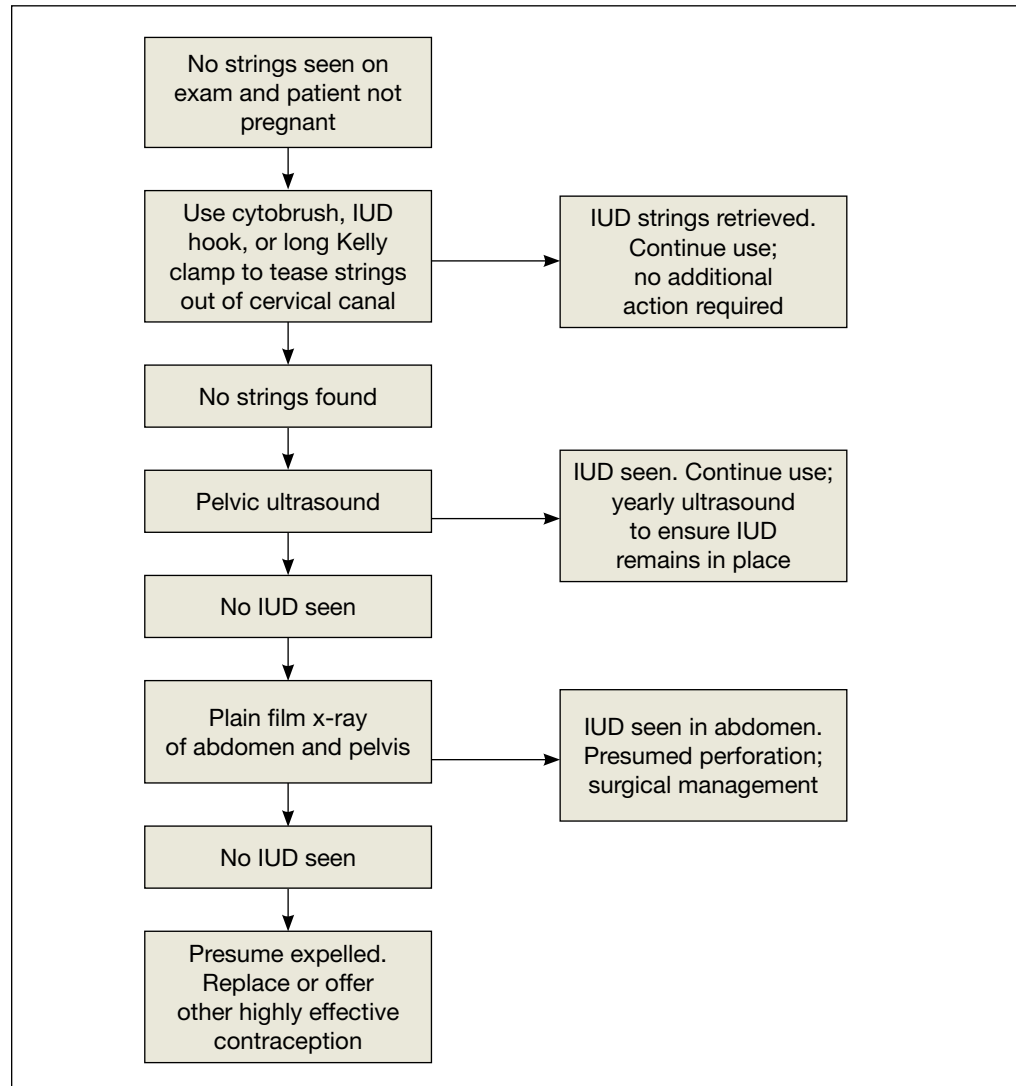 No strings seen on
exam and patient not
pregnant
Use cytobrush, IUD
hook, or long Kelly
clamp to tease strings
out of cervical canal
IUD strings retrieved.
Continue use;
no additional
action required
No strings found
Pelvic ultrasound
IUD seen. Continue use;
yearly ultrasound
to ensure IUD
remains in place
No IUD seen
Plain film x-ray
of abdomen and pelvis
IUD seen in abdomen.
Presumed perforation;
surgical management
No IUD seen
Presume expelled.
Replace or offer
other highly effective
contraception